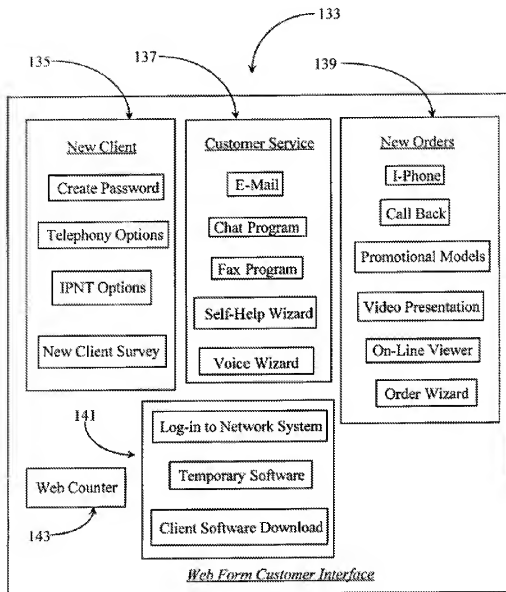 133
135
137
139
New Client
Create Password
Telephony Options
IPNT Options
New Client Survey
Customer Service
E-Mail
Chat Program
Fax Program
Self-Help Wizard
Voice Wizard
New Orders
I-Phone
Call Back
Promotional Models
Video Presentation
On-Line Viewer
Order Wizard
141
Log-in to Network System
Temporary Software
Client Software Download
Web Counter
143
Web Form Customer Interface